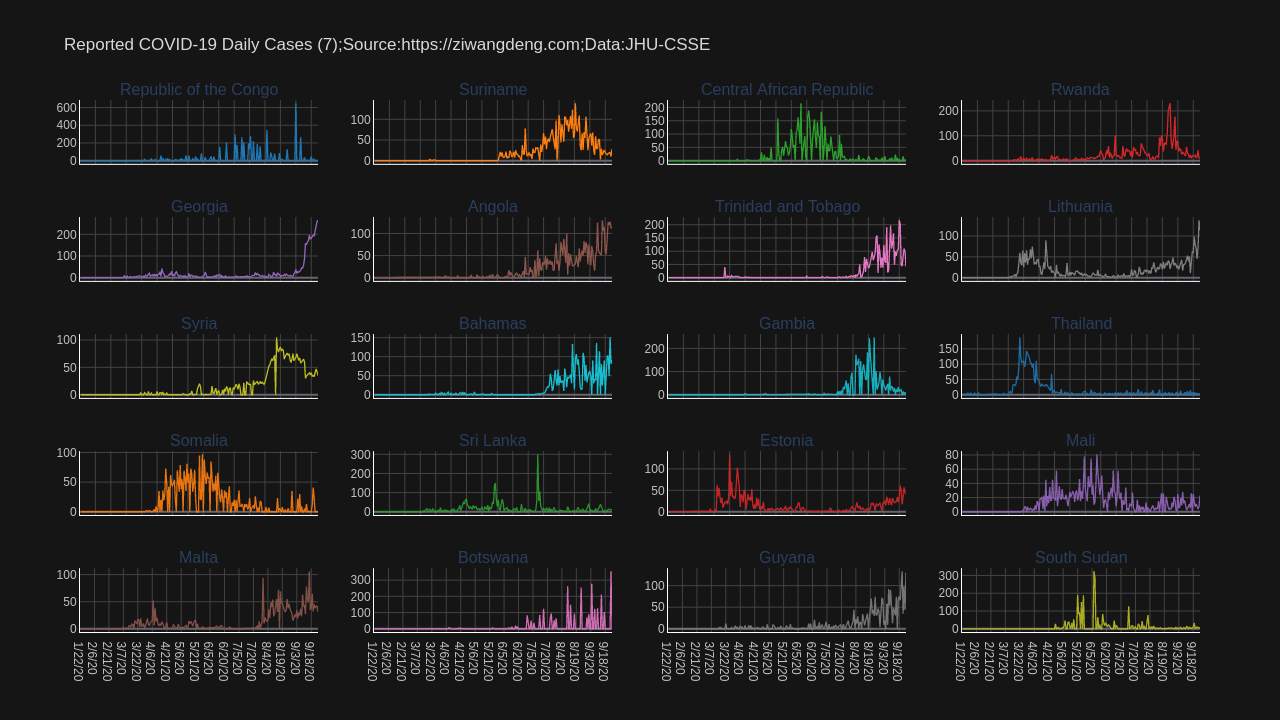 Reported COVID-19 Daily Cases (7);Source:https://ziwangdeng.com;Data:JHU-CSSE
Republic of the Congo Suriname Central African Republic Rwanda
600 400 200 0
100 50 0
200 150 100 50 0
200 100 0
Georgia Angola Trinidad and Tobago Lithuania
200 100 0
100 50 0
200 150 100 50 0
100 50 0
Syria Bahamas Gambia Thailand
100 50 0
150 100 50 0
200 100 0
150 100 50 0
Somalia Sri Lanka Estonia Mali
100 50 0
300 200 100 0
100 50 0
80 60 40 20 0
Malta Botswana Guyana South Sudan
100 50 0
300 200 100 0
100 50 0
300 200 100 0
1/22/20 2/6/20 2/21/20 3/7/20 3/22/20 4/6/20 4/21/20 5/6/20 5/21/20 6/5/20 6/20/20 7/5/20 7/20/20 8/4/20 8/19/20 9/3/20 9/18/20
1/22/20 2/6/20 2/21/20 3/7/20 3/22/20 4/6/20 4/21/20 5/6/20 5/21/20 6/5/20 6/20/20 7/5/20 7/20/20 8/4/20 8/19/20 9/3/20 9/18/20
1/22/20 2/6/20 2/21/20 3/7/20 3/22/20 4/6/20 4/21/20 5/6/20 5/21/20 6/5/20 6/20/20 7/5/20 7/20/20 8/4/20 8/19/20 9/3/20 9/18/20
1/22/20 2/6/20 2/21/20 3/7/20 3/22/20 4/6/20 4/21/20 5/6/20 5/21/20 6/5/20 6/20/20 7/5/20 7/20/20 8/4/20 8/19/20 9/3/20 9/18/20